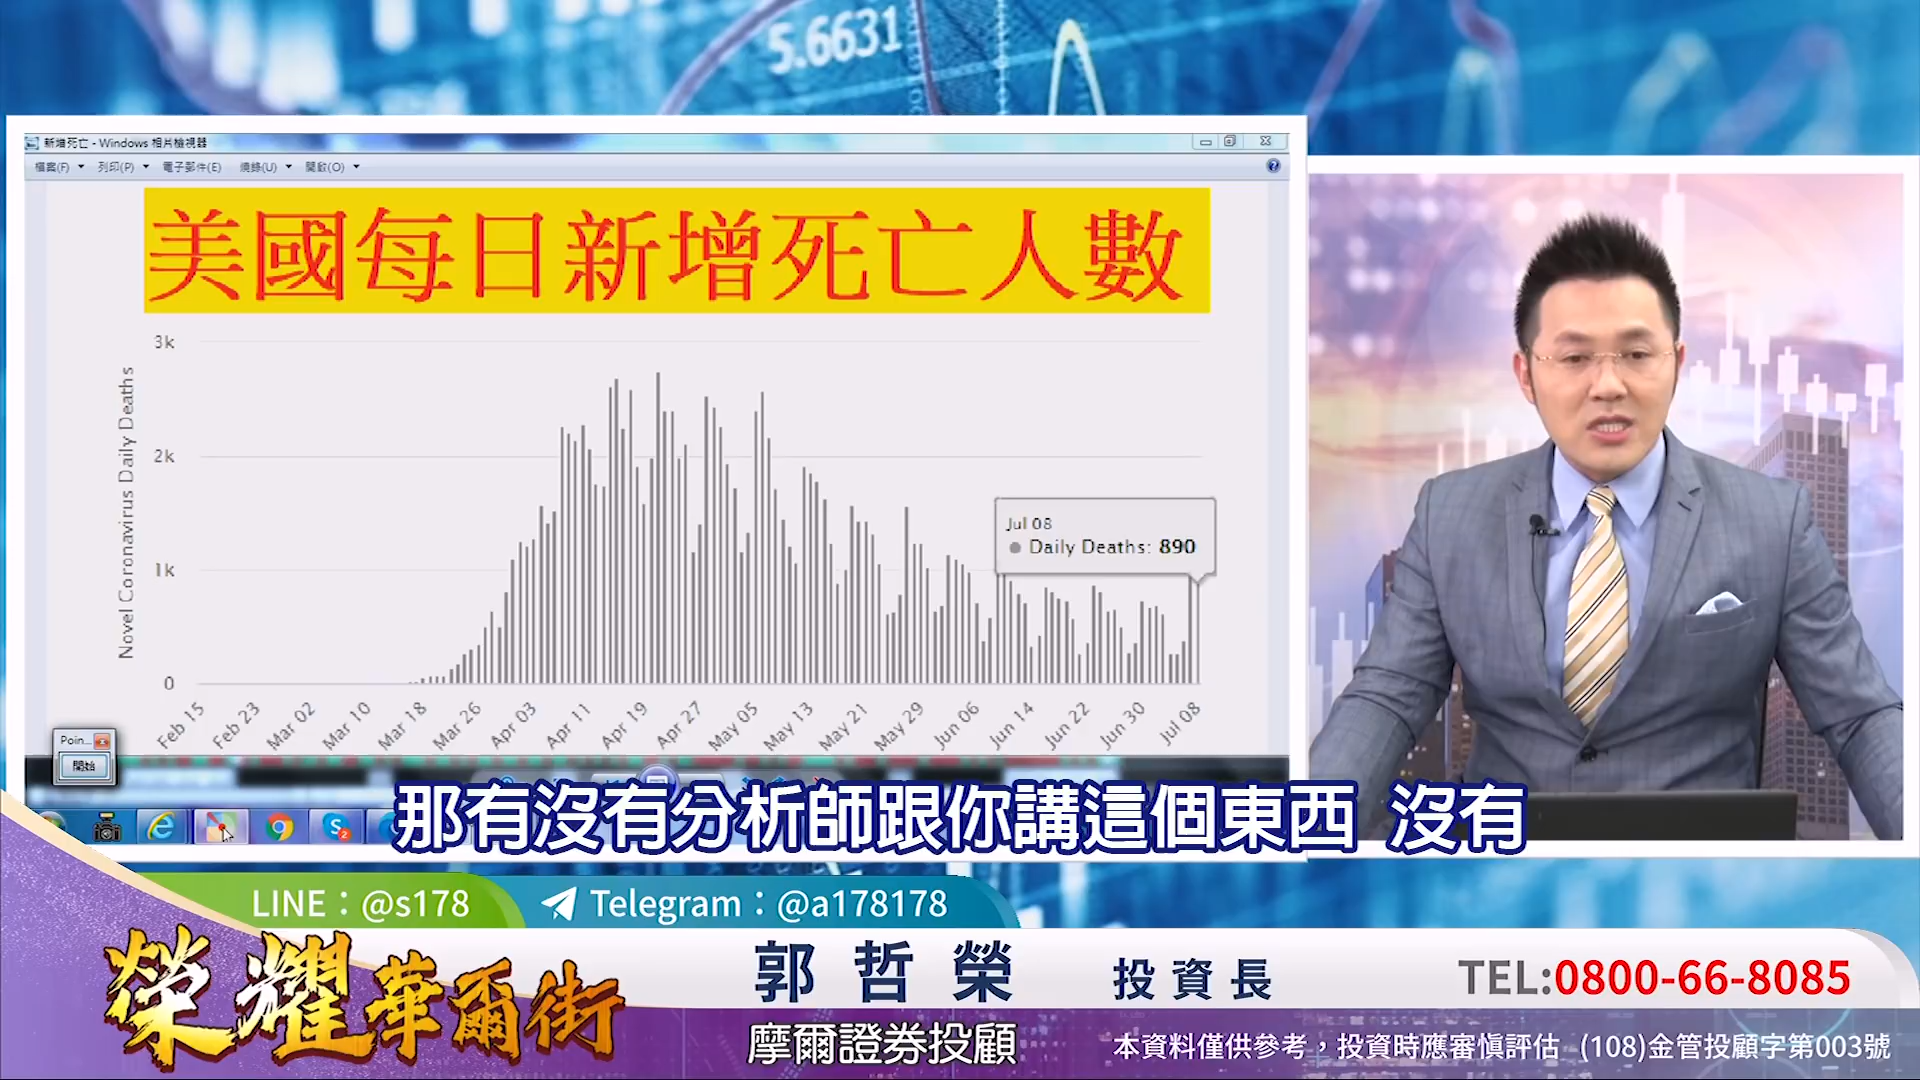 5.6631
新增死亡 - Windows 相片檢視器
檔案(F) 列印(P) 電子郵件(E) 燒錄(U) 開啟(O)
美國每日新增死亡人數
Novel Coronavirus Daily Deaths
3k
2k
1k
0
Jul 08
Daily Deaths: 890
Feb 15 Feb 23 Mar 02 Mar 10 Mar 18 Mar 26 Apr 03 Apr 11 Apr 19 Apr 27 May 05 May 13 May 21 May 29 Jun 06 Jun 14 Jun 22 Jun 30 Jul 08
Poin...
開始
那有沒有分析師跟你講這個東西 沒有
LINE：@s178
Telegram：@a178178
榮耀華爾街
郭哲榮 投資長
TEL:0800-66-8085
摩爾證券投顧
本資料僅供參考，投資時應審慎評估 (108)金管投顧字第003號